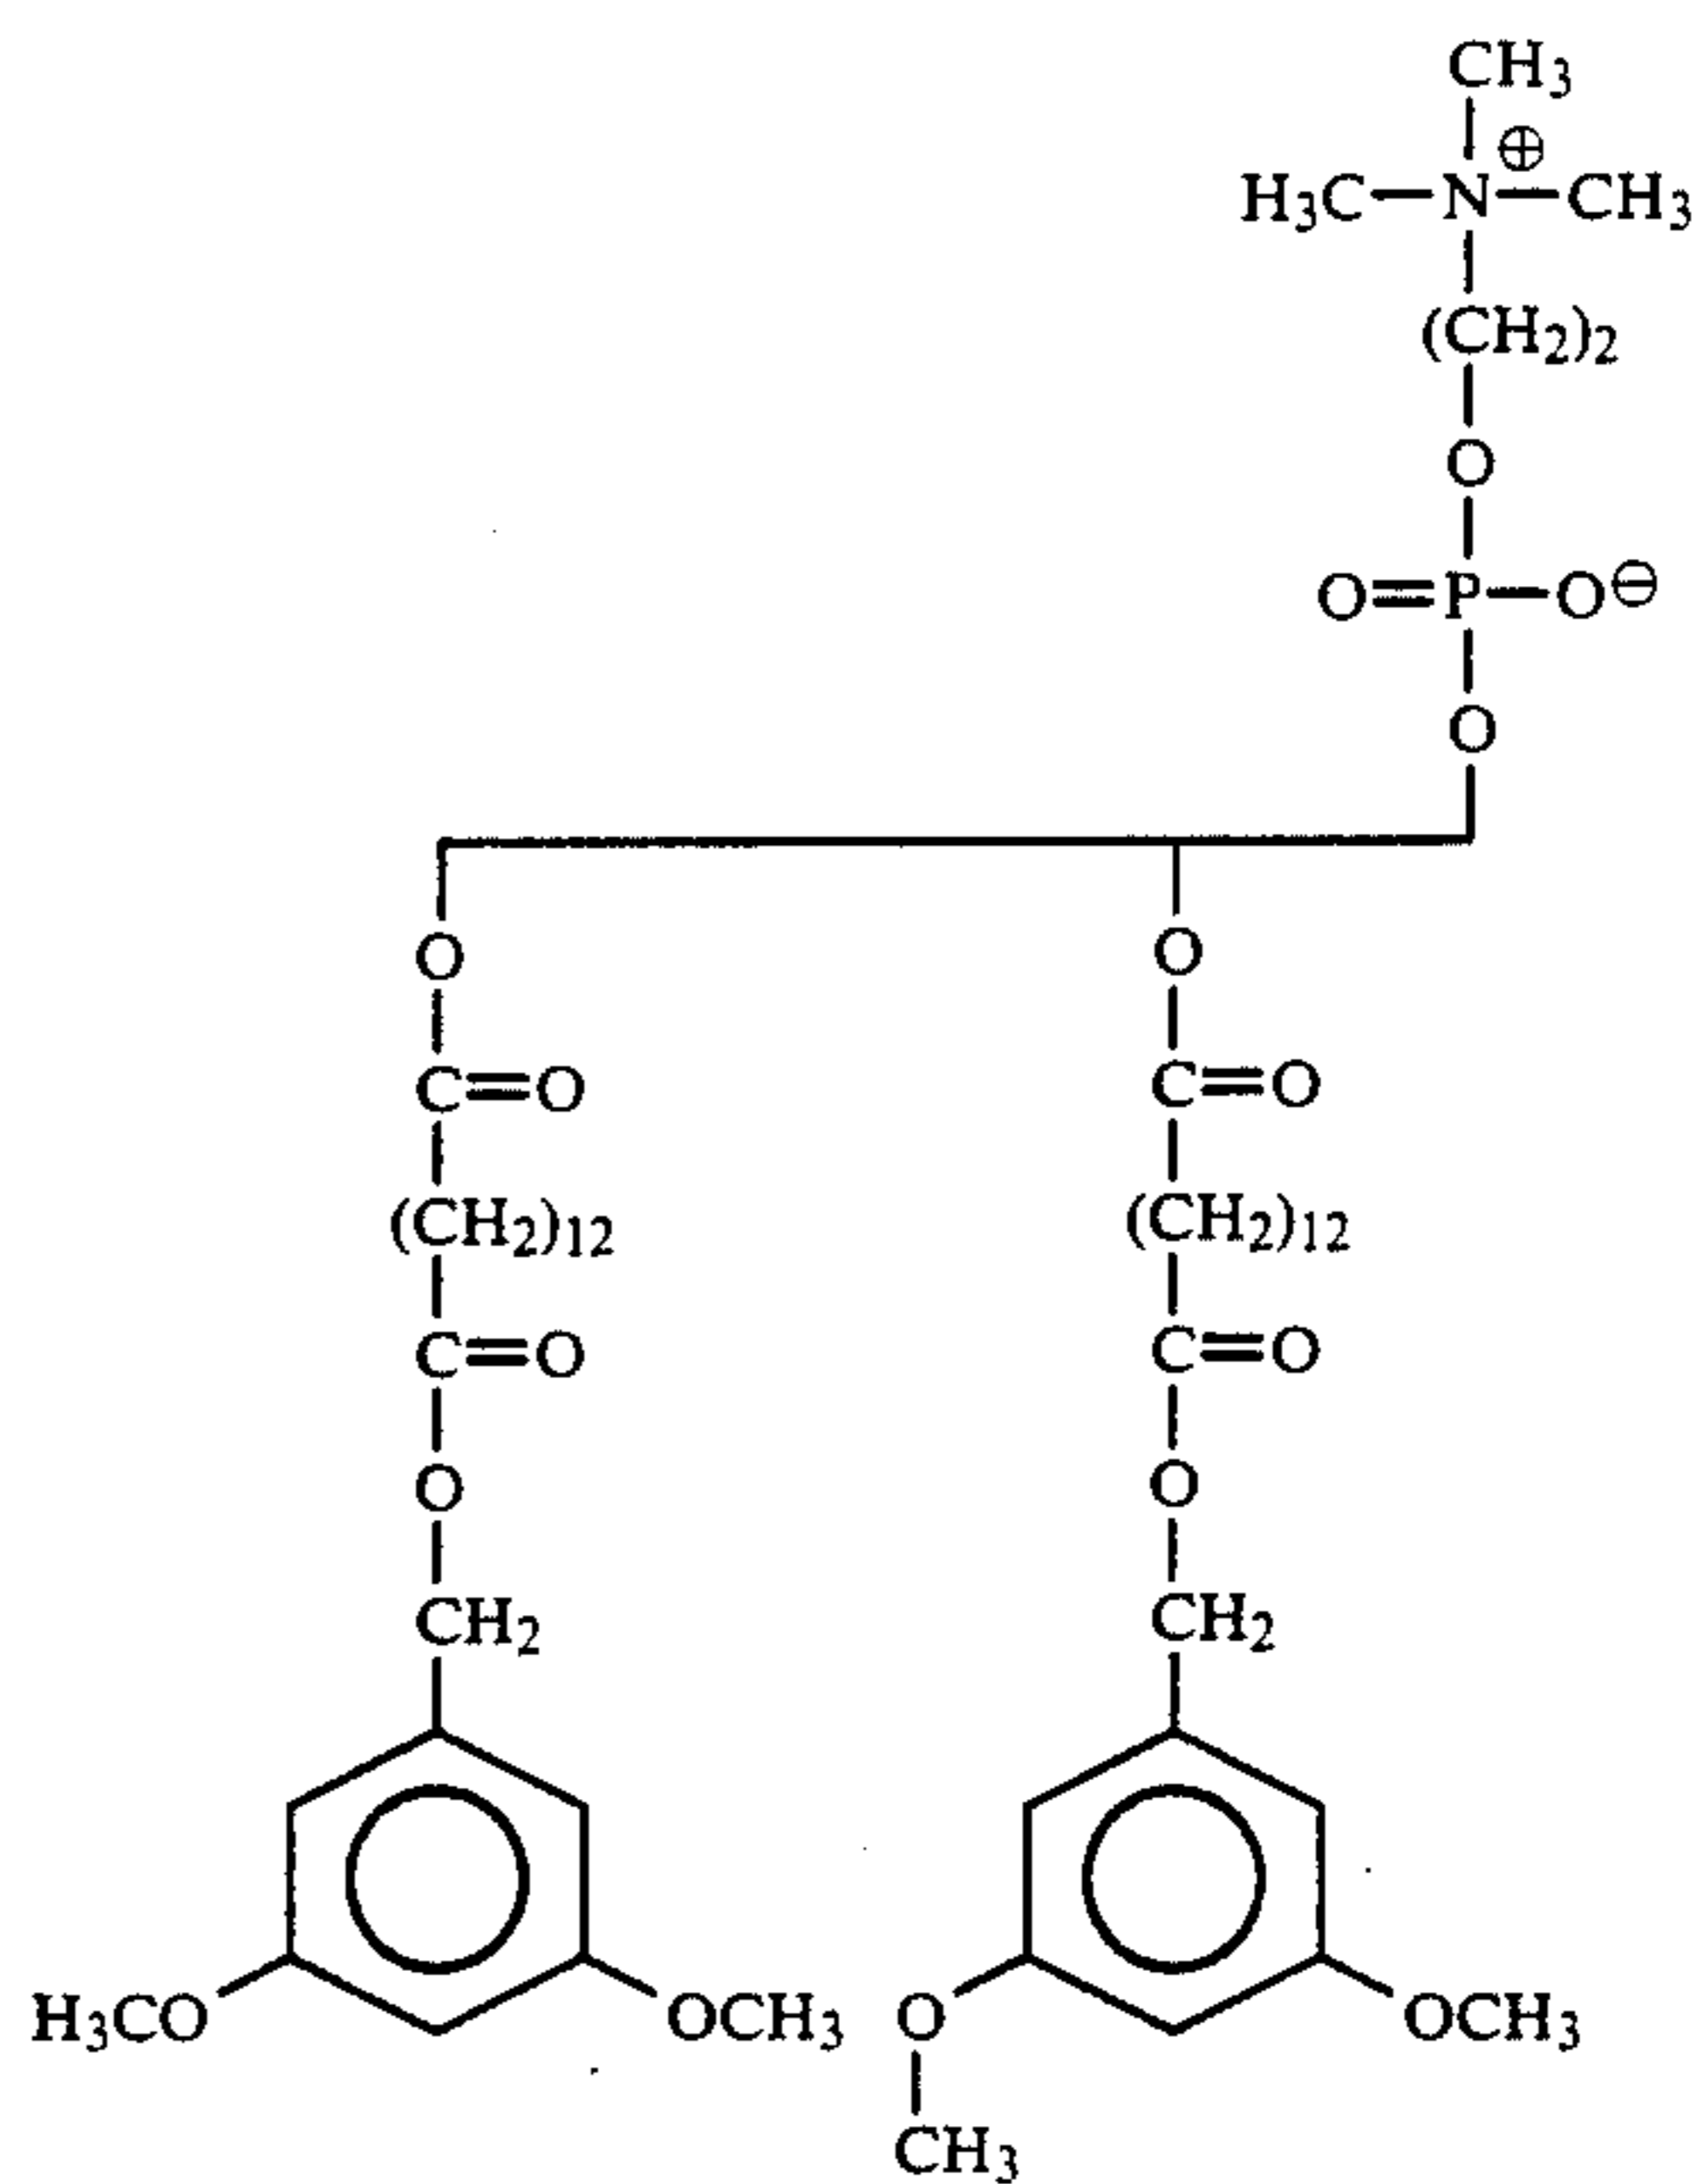 CH3
⊕
H3C—N—CH3
(CH2)2
O
O=P—O⊖
O
O O
C=O C=O
(CH2)12 (CH2)12
C=O C=O
O O
CH2 CH2
H3CO OCH3 O OCH3
CH3